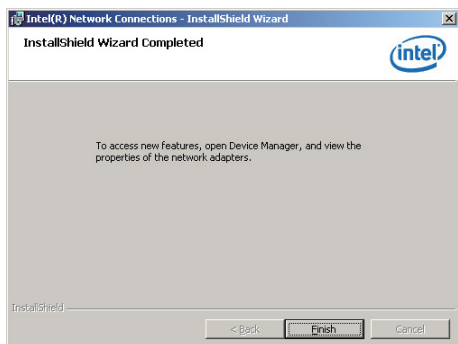 Intel(R) Network Connections - InstallShield Wizard
InstallShield Wizard Completed
intel
To access new features, open Device Manager, and view the
properties of the network adapters.
InstallShield
< Back
Finish
Cancel